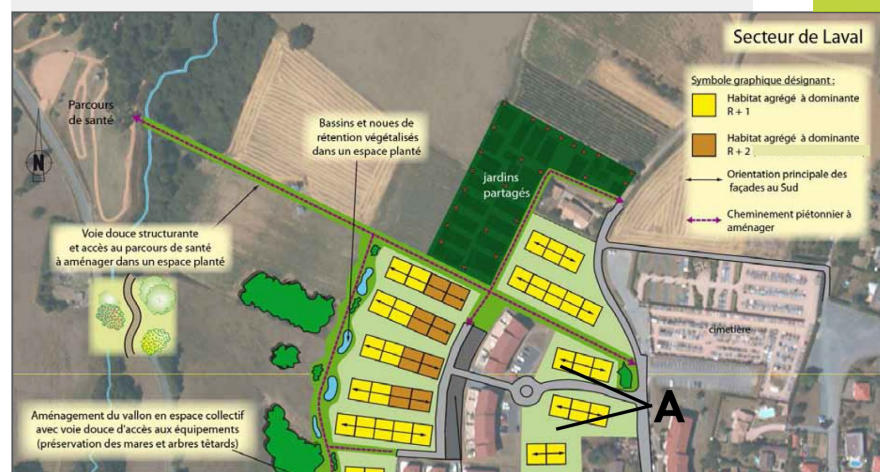 Secteur de Laval
Symbole graphique désignant :
Habitat agrégé à dominante
R + 1
Habitat agrégé à dominante
R + 2
Orientation principale des
façades au Sud
Cheminement piétonnier à
aménager
Parcours
de santé
N
Bassins et noues de
rétention végétalisés
dans un espace planté
jardins
partagés
Voie douce structurante
et accès au parcours de santé
à aménager dans un espace planté
cimetière
A
Aménagement du vallon en espace collectif
avec voie douce d'accès aux équipements
(préservation des mares et arbres têtards)